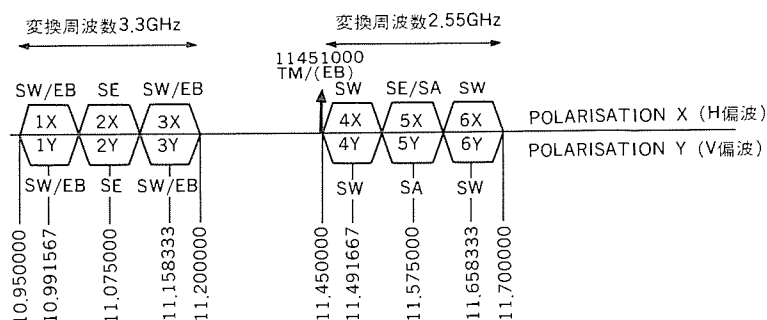 変換周波数3.3GHz
変換周波数2.55GHz
11451000
TM/(EB)
SW/EB SE SW/EB
SW SE/SA SW
1X 2X 3X
4X 5X 6X
POLARISATION X (H偏波)
1Y 2Y 3Y
4Y 5Y 6Y
POLARISATION Y (V偏波)
SW/EB SE SW/EB
SW SA SW
10.950000
10.991567
11.075000
11.158333
11.200000
11.450000
11.491667
11.575000
11.658333
11.700000